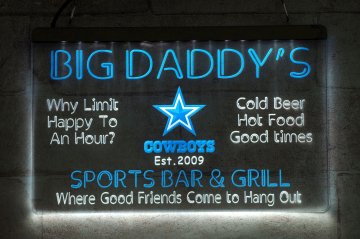 BIG DADDY'S
Why Limit
Happy To
An Hour?
COWBOYS
Est. 2009
Cold Beer
Hot Food
Good times
SPORTS BAR & GRILL
Where Good Friends Come to Hang Out